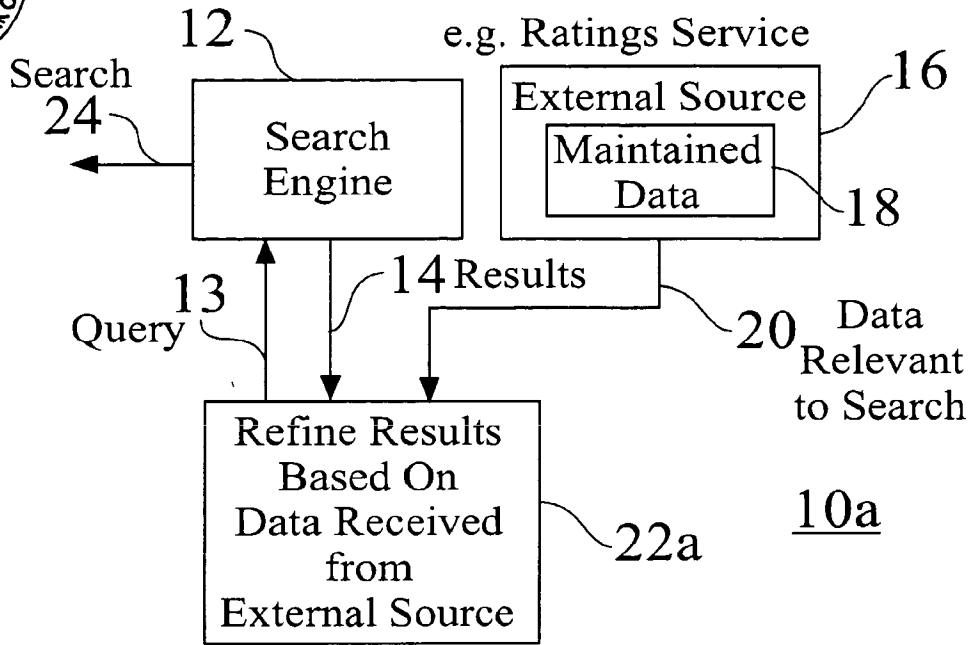 12
e.g. Ratings Service
Search
24
Search
Engine
External Source
Maintained
Data
16
18
13
Query
14 Results
20 Data
Relevant
to Search
Refine Results
Based On
Data Received
from
External Source
22a
10a